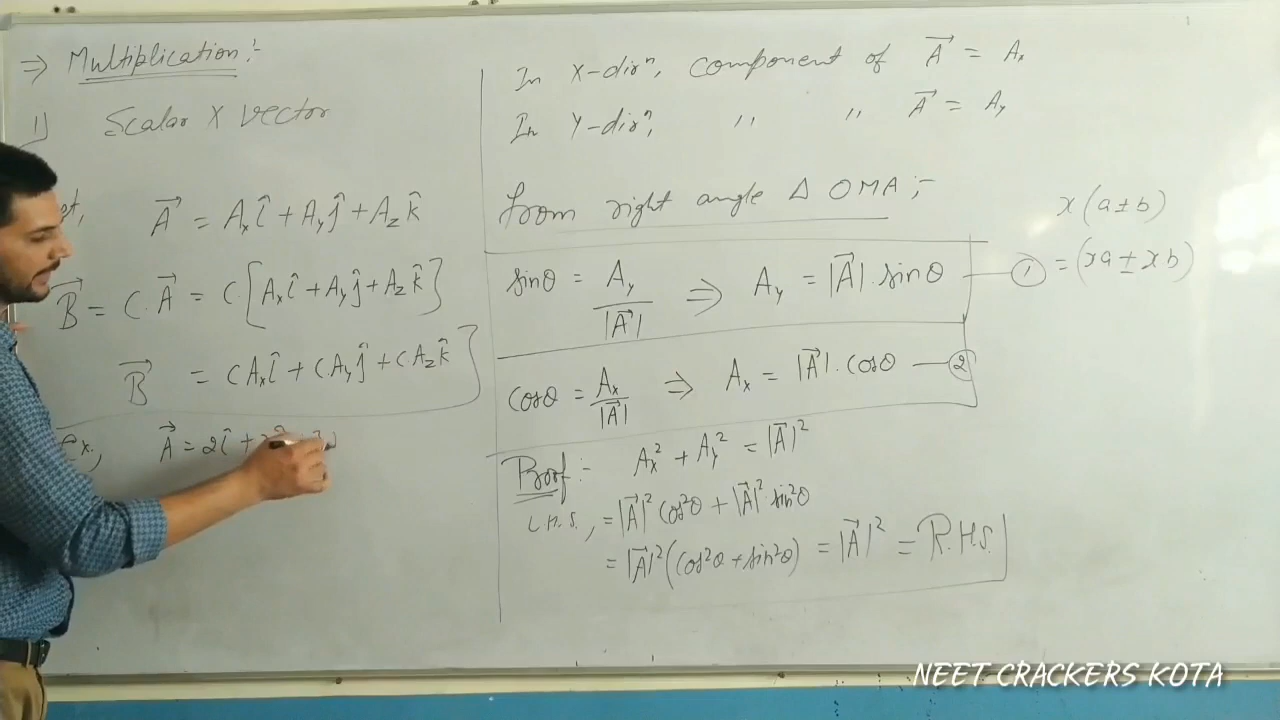 ⇒ Multiplication :-
1) Scalar X Vector
et, A⃗ = Aₓî + Aᵧĵ + A_z k̂
B⃗ = C. A⃗ = C. [Aₓî + Aᵧĵ + A_z k̂]
B⃗ = CAₓî + CAᵧĵ + CA_z k̂
Ex, A⃗ = 2î +
In X-dirⁿ, component of A⃗ = Aₓ
In Y-dirⁿ, ,, ,, A⃗ = Aᵧ
from right angle Δ OMA ;-
sinθ = Aᵧ/|A⃗| ⇒ Aᵧ = |A⃗| . sinθ — ①
cosθ = Aₓ/|A⃗| ⇒ Aₓ = |A⃗| . cosθ — ②
Proof :- Aₓ² + Aᵧ² = |A⃗|²
L.H.S., = |A⃗|² cos²θ + |A⃗|² sin²θ
= |A⃗|² (cos²θ + sin²θ) = |A⃗|² = R.H.S.
x(a ± b)
= (xa ± xb)
NEET CRACKERS KOTA